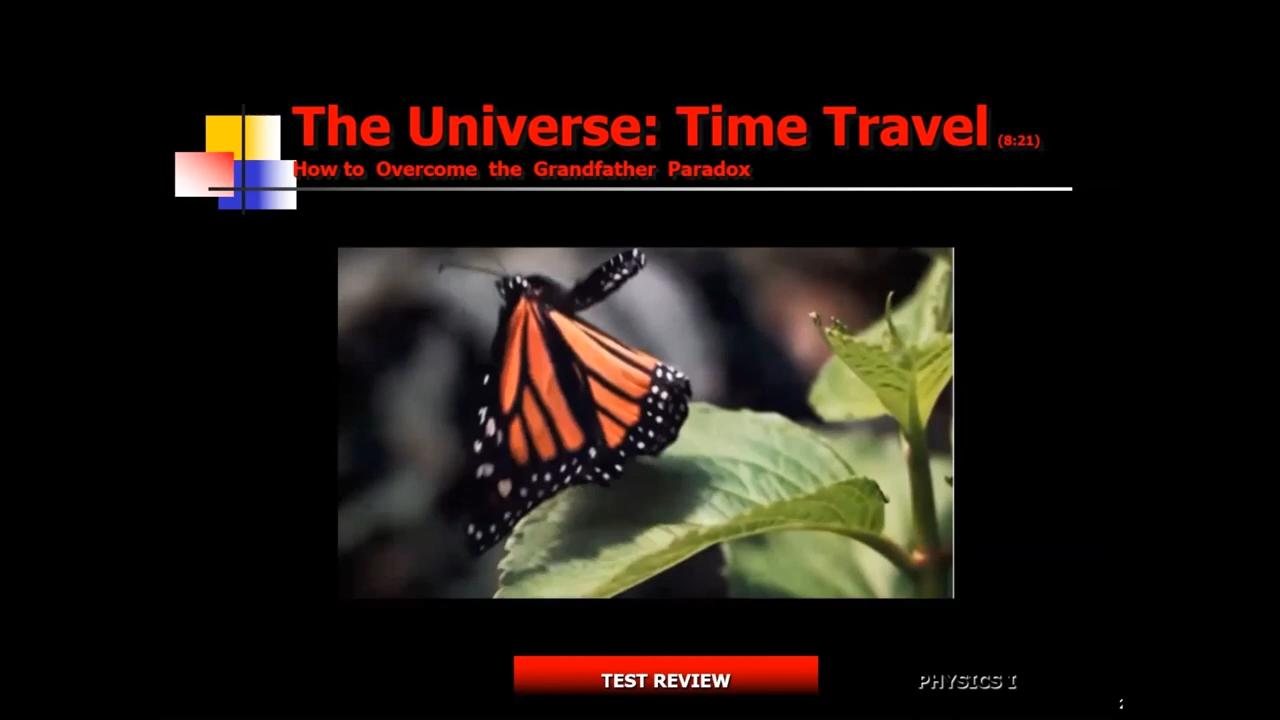 The Universe: Time Travel (8:21)
How to Overcome the Grandfather Paradox
TEST REVIEW
PHYSICS I